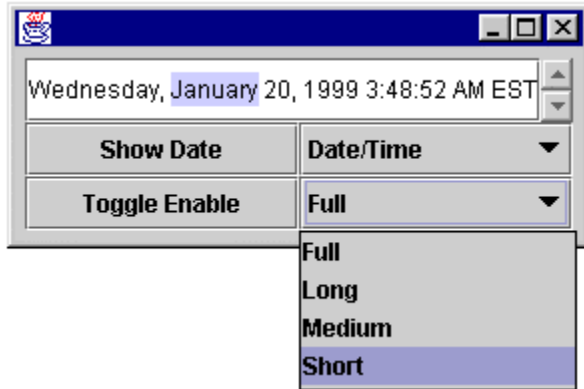 Wednesday, January 20, 1999 3:48:52 AM EST
Show Date Date/Time
Toggle Enable Full
Full
Long
Medium
Short